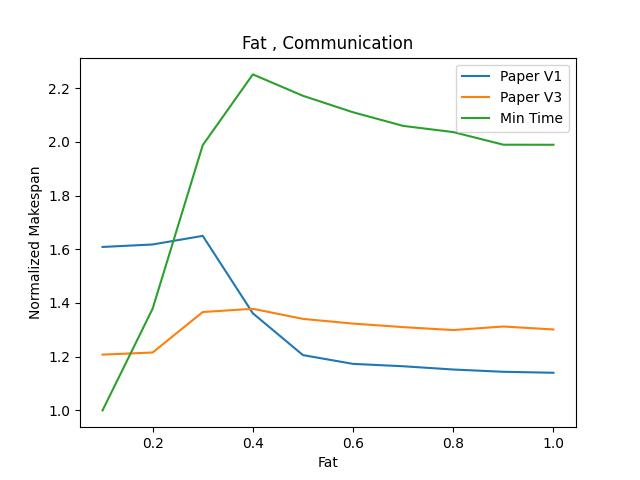 Fat , Communication
Paper V1
Paper V3
Min Time
Normalized Makespan
2.2
2.0
1.8
1.6
1.4
1.2
1.0
0.2 0.4 0.6 0.8 1.0
Fat